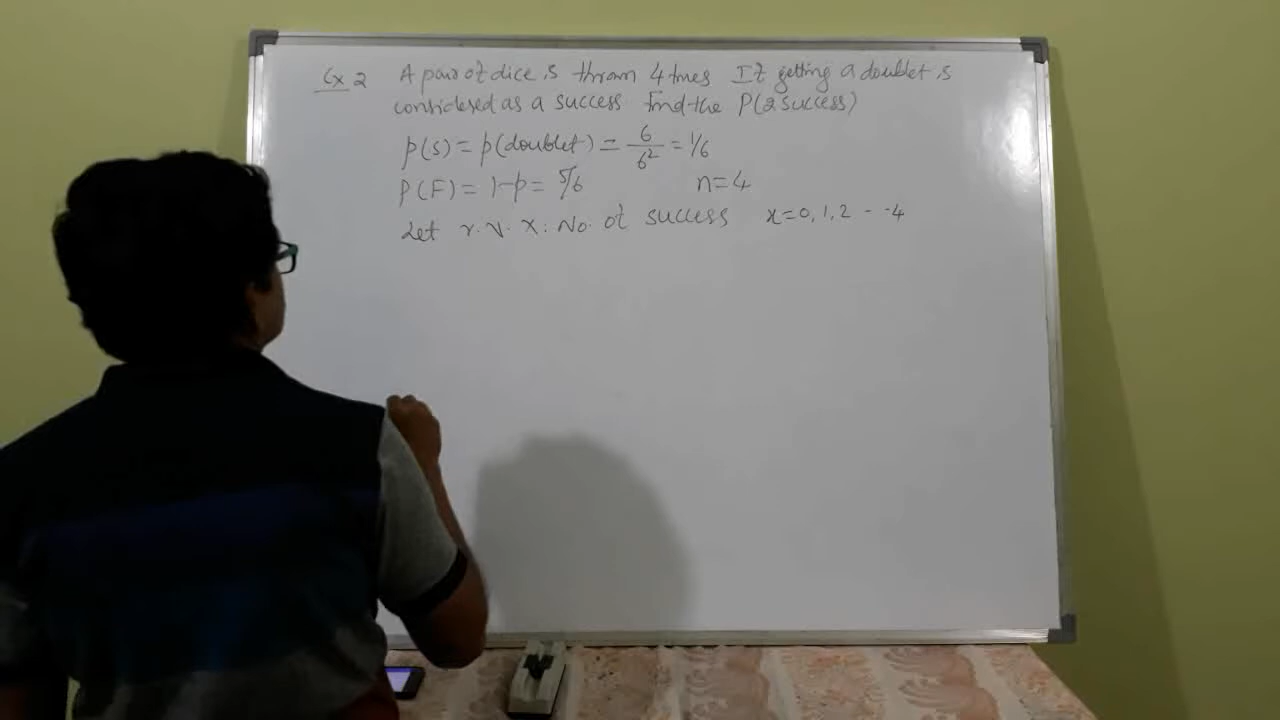 Ex 2 A pair of dice is thrown 4 times If getting a doublet is
considered as a success find the P(2 success)
p(s) = p(doublet) = 6/6² = 1/6
P(F) = 1-p = 5/6 n=4
Let r.v. X: No. of success x=0,1,2 - -4